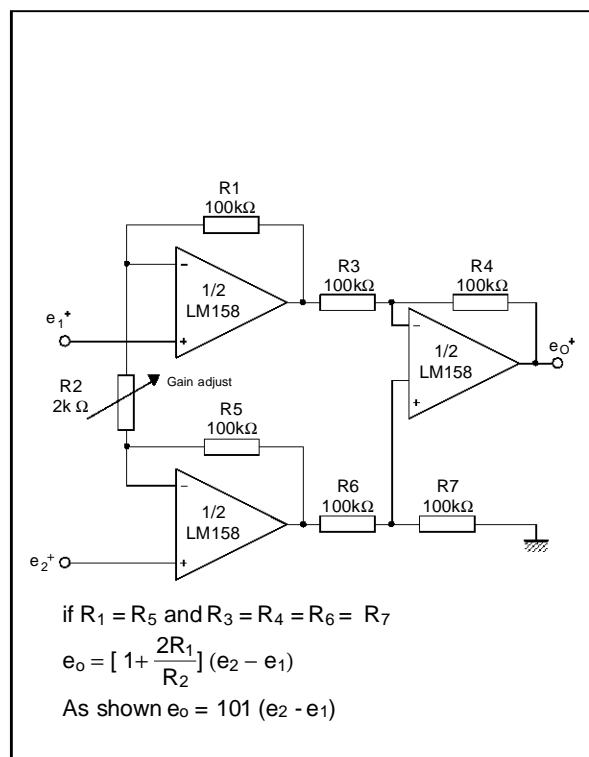 R1
100kΩ
−
1/2
LM158
+
e1+
R2
2k Ω
Gain adjust
R3
100kΩ
R4
100kΩ
−
1/2
LM158
+
eO+
R5
100kΩ
−
1/2
LM158
+
e2+
R6
100kΩ
R7
100kΩ
if R1 = R5 and R3 = R4 = R6 = R7
eo = [ 1+ 2R1/R2 ] (e2 − e1)
As shown eo = 101 (e2 - e1)